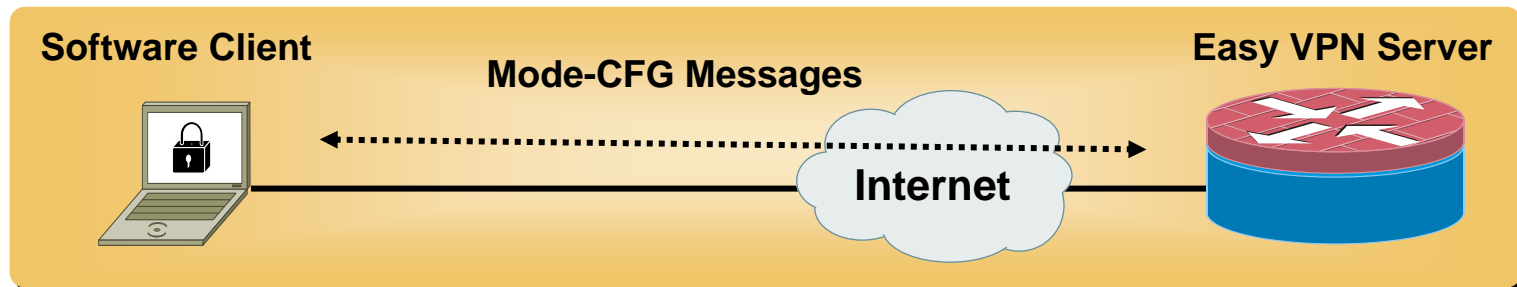 Software Client
Mode-CFG Messages
Easy VPN Server
Internet